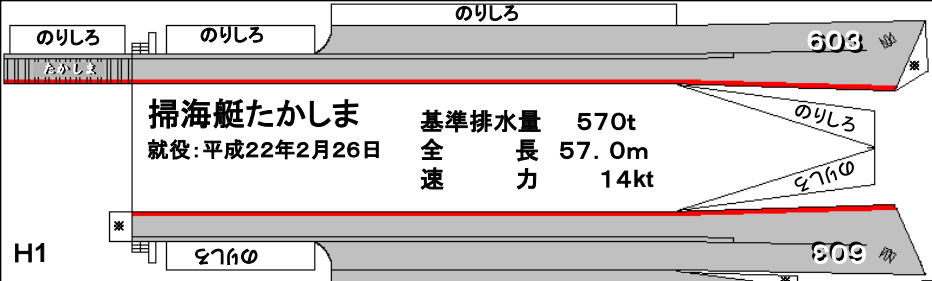 のりしろ
のりしろ
のりしろ
603
※
たかしま
掃海艇たかしま
就役：平成22年2月26日
基準排水量 570t
全長 57.0m
速力 14kt
のりしろ
のりしろ
※
H1
のりしろ
603
※